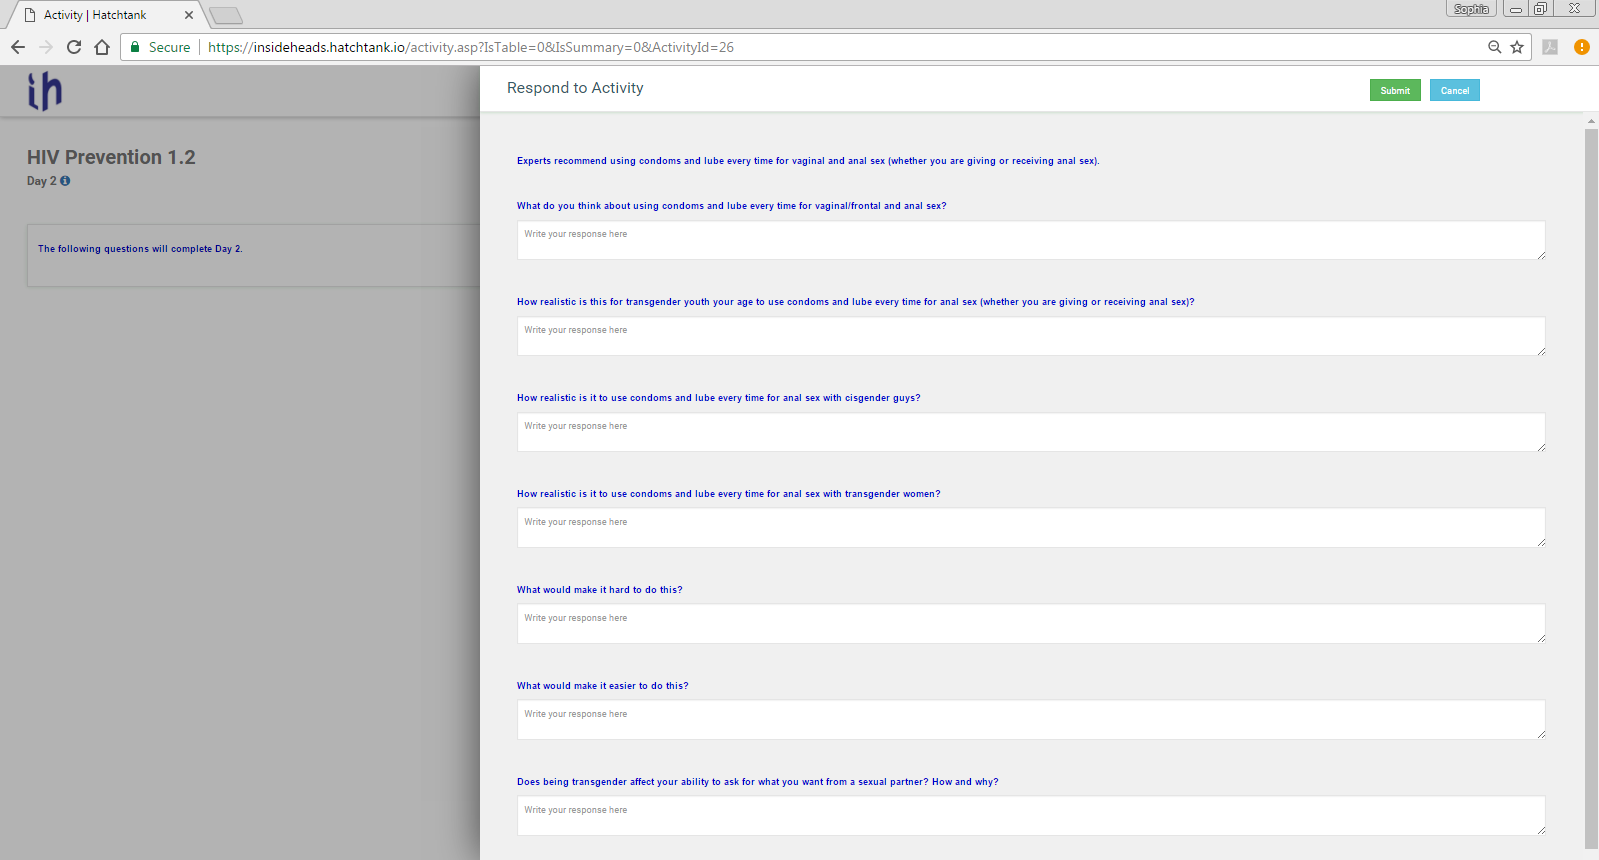 Activity | Hatchtank
Sophia
Secure
https://insideheads.hatchtank.io/activity.asp?IsTable=0&IsSummary=0&ActivityId=26
ih
HIV Prevention 1.2
Day 2
The following questions will complete Day 2.
Respond to Activity
Submit
Cancel
Experts recommend using condoms and lube every time for vaginal and anal sex (whether you are giving or receiving anal sex).
What do you think about using condoms and lube every time for vaginal/frontal and anal sex?
Write your response here
How realistic is this for transgender youth your age to use condoms and lube every time for anal sex (whether you are giving or receiving anal sex)?
Write your response here
How realistic is it to use condoms and lube every time for anal sex with cisgender guys?
Write your response here
How realistic is it to use condoms and lube every time for anal sex with transgender women?
Write your response here
What would make it hard to do this?
Write your response here
What would make it easier to do this?
Write your response here
Does being transgender affect your ability to ask for what you want from a sexual partner? How and why?
Write your response here